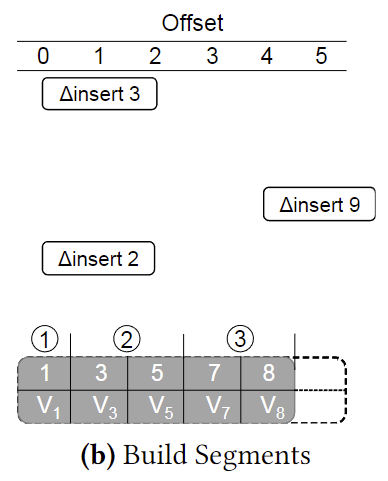 Offset
0 1 2 3 4 5
Δinsert 3
Δinsert 9
Δinsert 2
① ② ③
1 3 5 7 8
V₁ V₃ V₅ V₇ V₈
(b) Build Segments